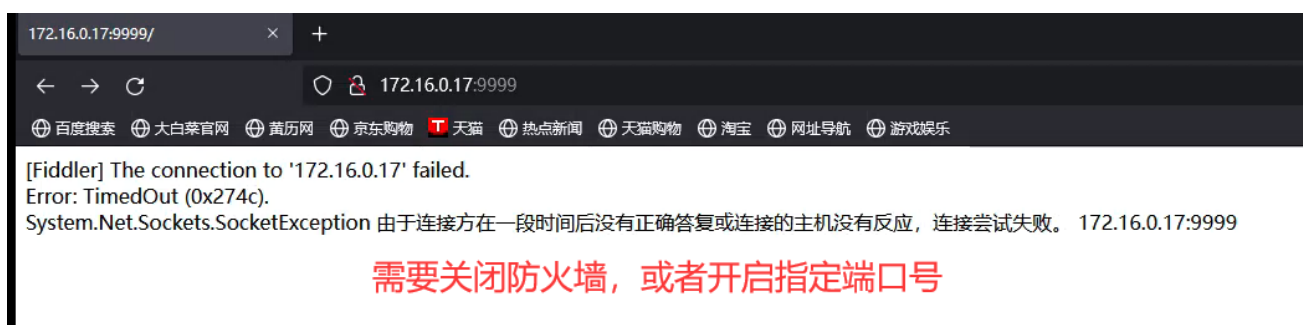 172.16.0.17:9999/
172.16.0.17:9999
百度搜索 大白菜官网 黄历网 京东购物 T 天猫 热点新闻 天猫购物 淘宝 网址导航 游戏娱乐
[Fiddler] The connection to '172.16.0.17' failed.
Error: TimedOut (0x274c).
System.Net.Sockets.SocketException 由于连接方在一段时间后没有正确答复或连接的主机没有反应，连接尝试失败。 172.16.0.17:9999
需要关闭防火墙，或者开启指定端口号